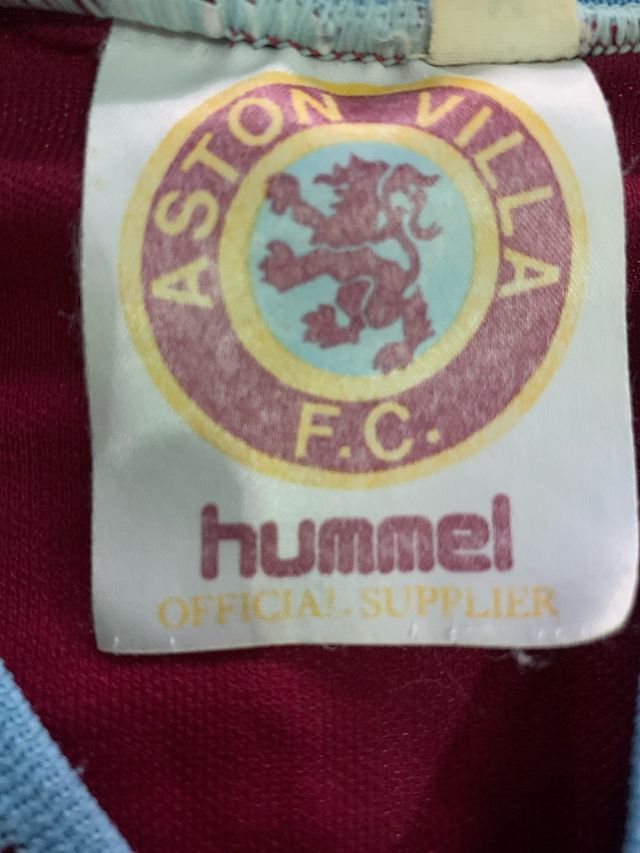 ASTON VILLA
F.C.
hummel
OFFICIAL SUPPLIER